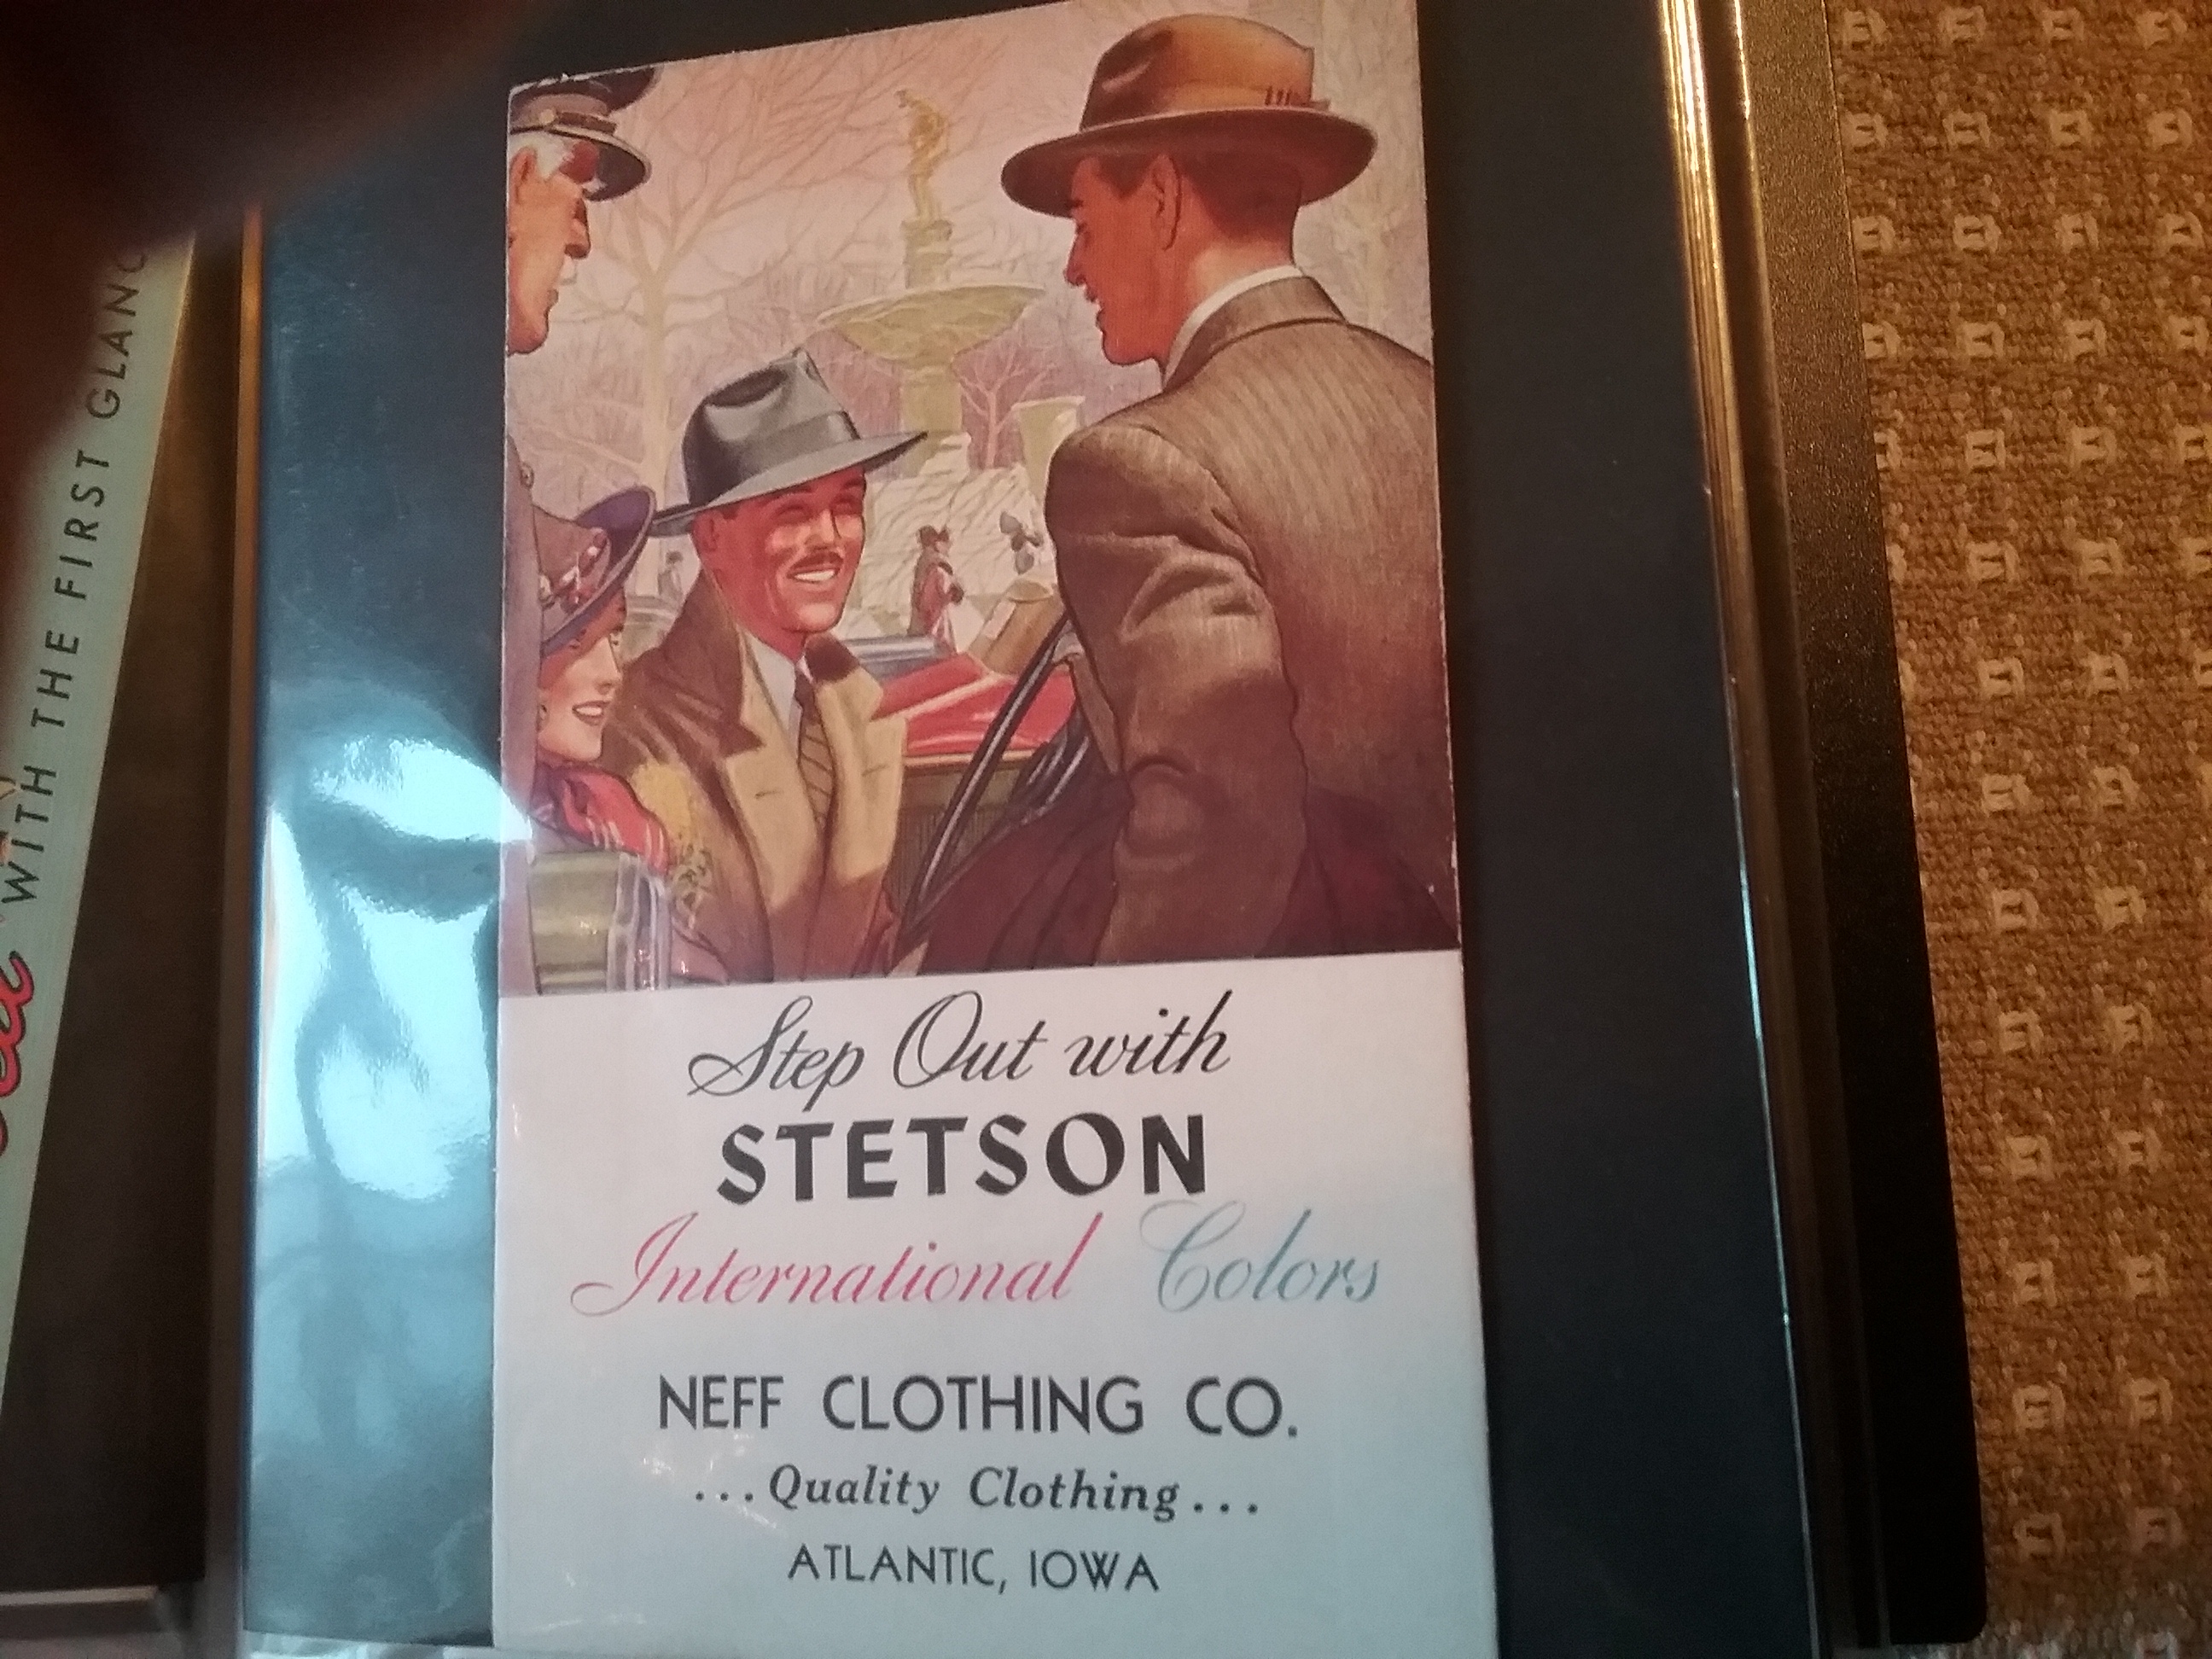 WITH THE FIRST GLANC
Step Out with
STETSON
International Colors
NEFF CLOTHING CO.
...Quality Clothing...
ATLANTIC, IOWA